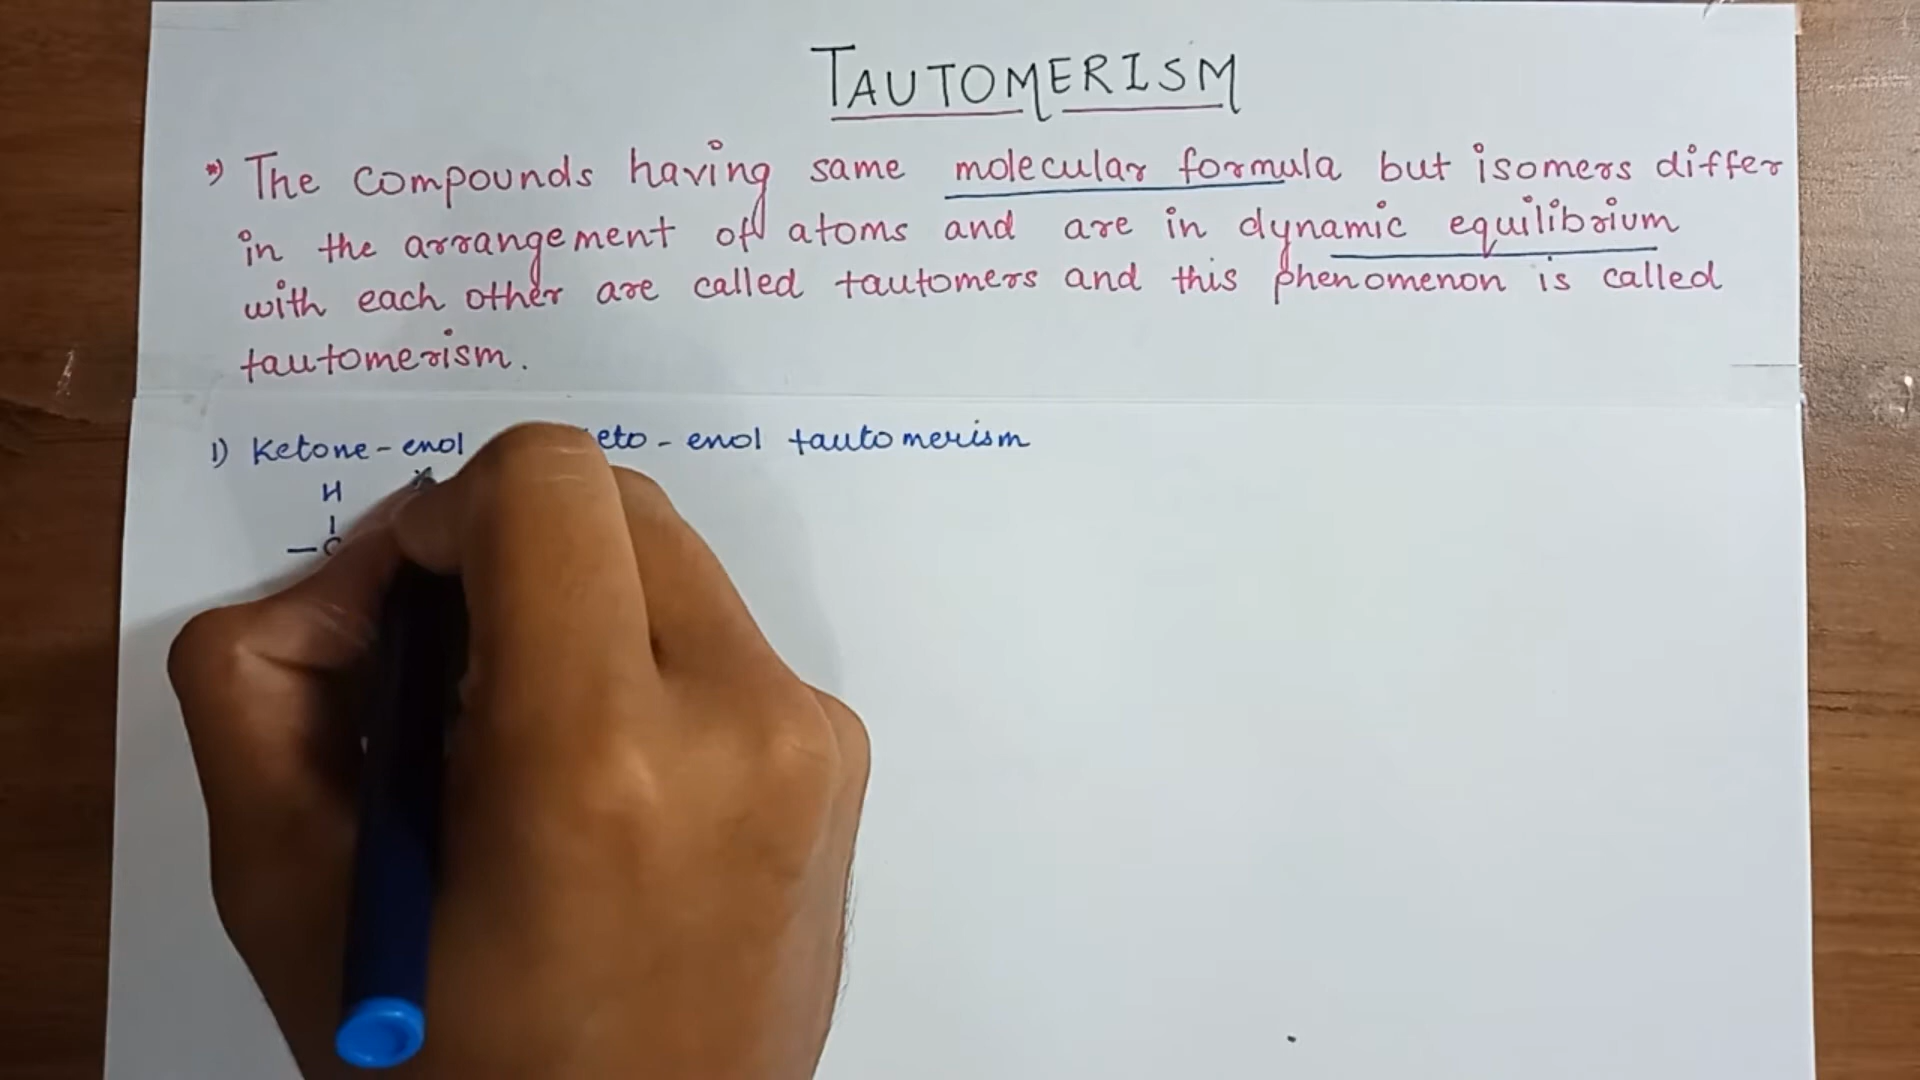 TAUTOMERISM
*) The compounds having same molecular formula but isomers differ
in the arrangement of atoms and are in dynamic equilibrium
with each other are called tautomers and this phenomenon is called
tautomerism.
1) Ketone-enol eto-enol tautomerism
H
|
—C